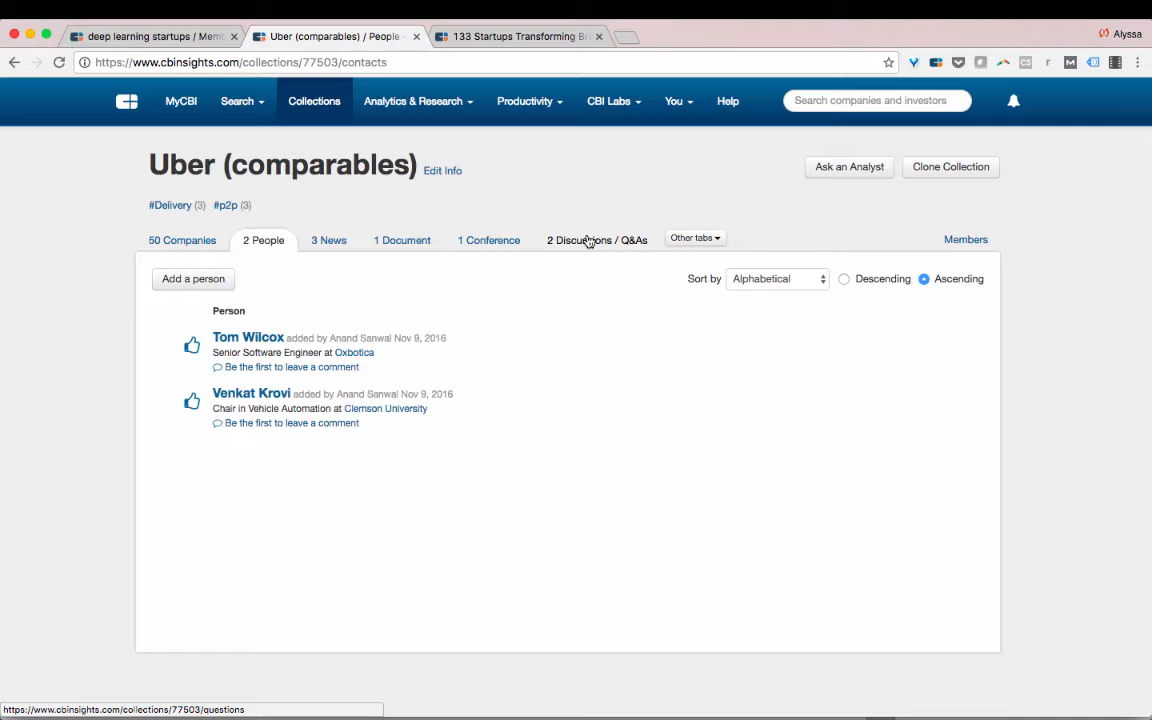 deep learning startups / Mem
Uber (comparables) / People -
133 Startups Transforming Br
Alyssa
https://www.cbinsights.com/collections/77503/contacts
MyCBI
Search
Collections
Analytics & Research
Productivity
CBI Labs
You
Help
Search companies and investors
Uber (comparables) Edit Info
Ask an Analyst
Clone Collection
#Delivery (3) #p2p (3)
50 Companies
2 People
3 News
1 Document
1 Conference
2 Discussions / Q&As
Other tabs
Members
Add a person
Sort by
Alphabetical
Descending
Ascending
Person
Tom Wilcox added by Anand Sanwal Nov 9, 2016
Senior Software Engineer at Oxbotica
Be the first to leave a comment
Venkat Krovi added by Anand Sanwal Nov 9, 2016
Chair in Vehicle Automation at Clemson University
Be the first to leave a comment
https://www.cbinsights.com/collections/77503/questions